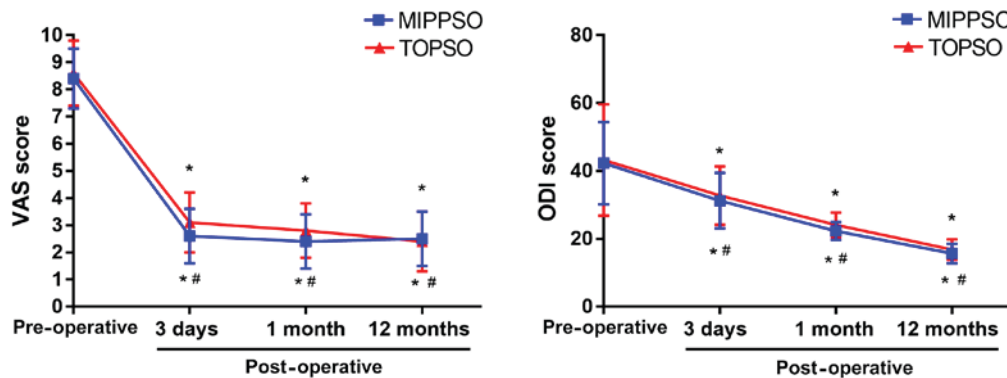 MIPPSO
TOPSO
VAS score
10
9
8
7
6
5
4
3
2
1
0
*
*
*
* #
* #
* #
Pre-operative
3 days
1 month
12 months
Post-operative
MIPPSO
TOPSO
ODI score
80
60
40
20
0
*
*
*
* #
* #
* #
Pre-operative
3 days
1 month
12 months
Post-operative